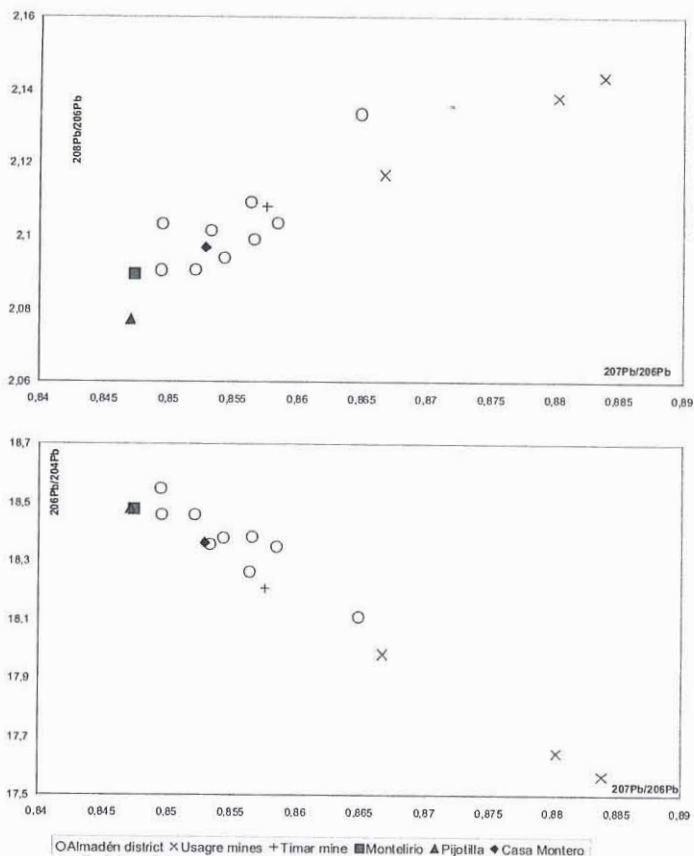 2,16
2,14
2,12
2,1
2,08
2,06
208Pb/206Pb
207Pb/206Pb
0,84 0,845 0,85 0,855 0,86 0,865 0,87 0,875 0,88 0,885 0,89
18,7
18,5
18,3
18,1
17,9
17,7
17,5
206Pb/204Pb
207Pb/206Pb
0,84 0,845 0,85 0,855 0,86 0,865 0,87 0,875 0,88 0,885 0,89
Almadén district Usagre mines Timar mine Montelirio Pijotilla Casa Montero